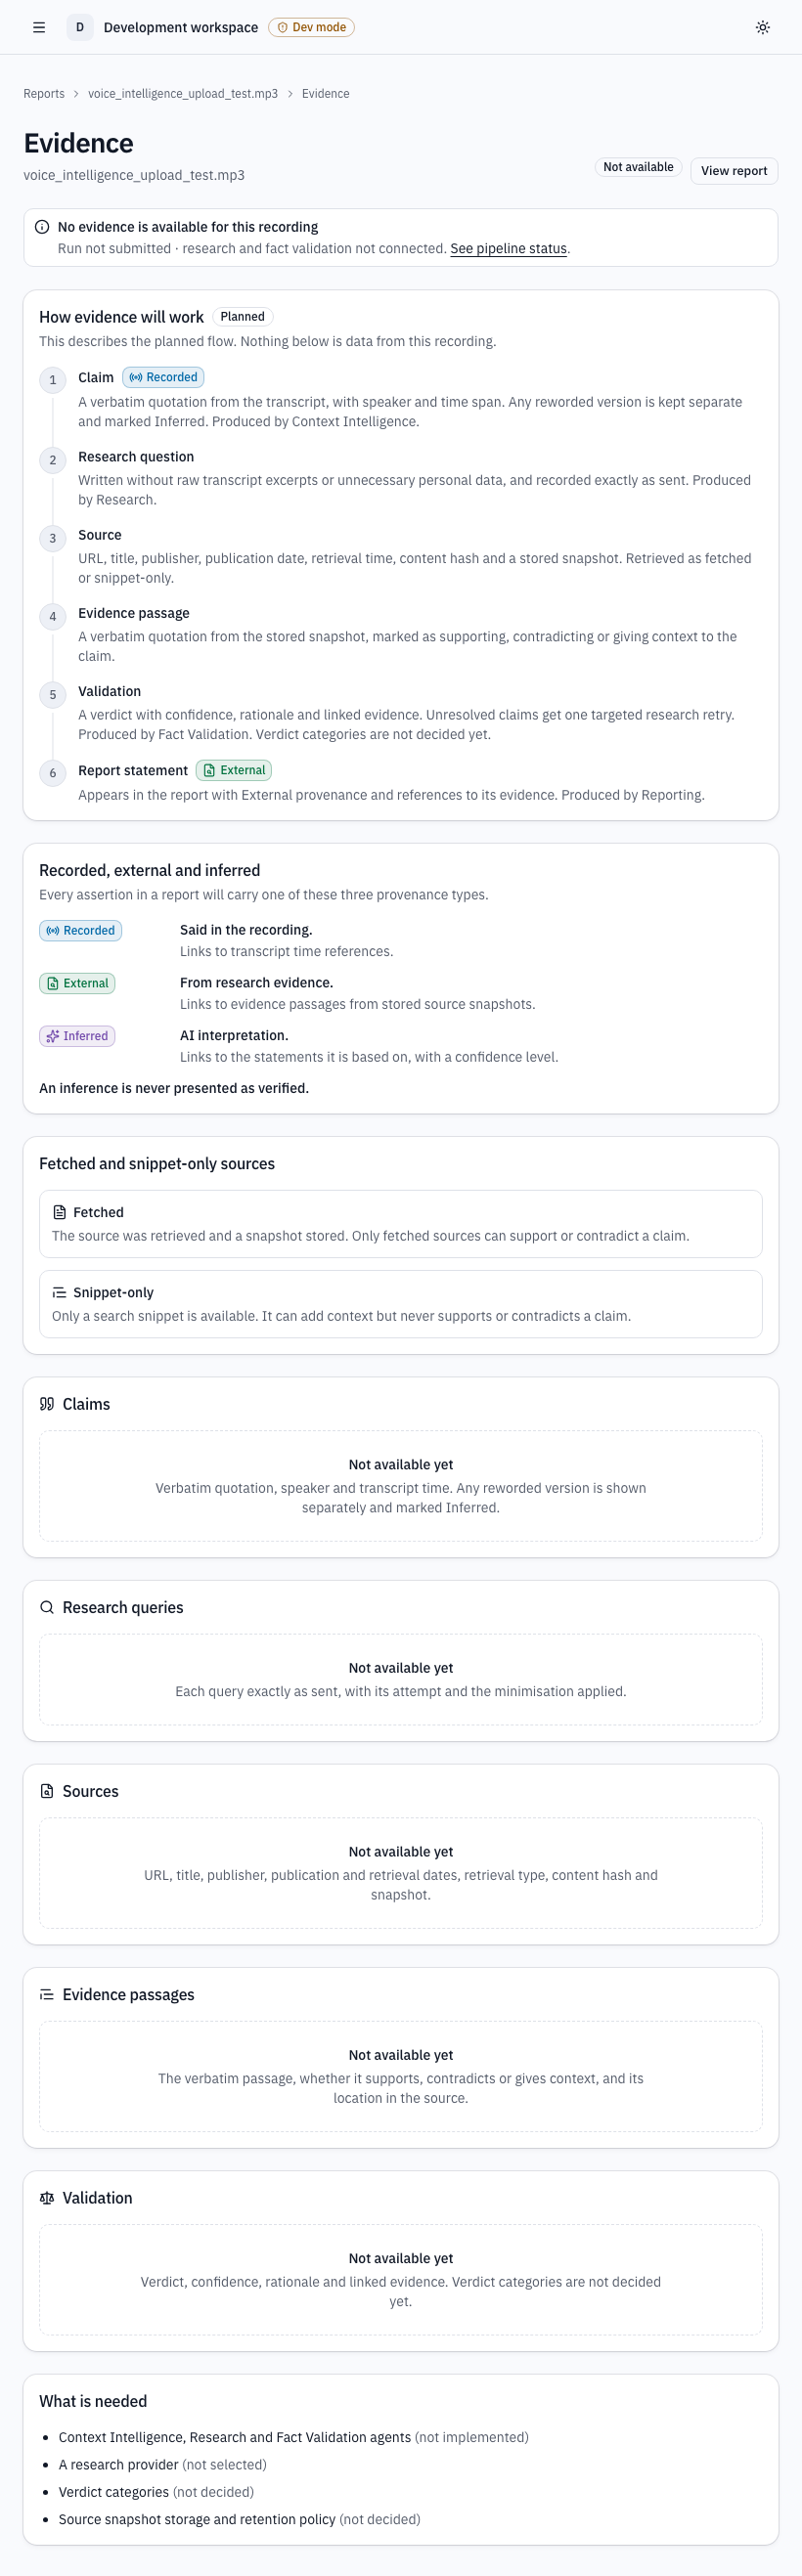 D Development workspace Dev mode
Reports > voice_intelligence_upload_test.mp3 > Evidence
Evidence
voice_intelligence_upload_test.mp3
Not available
View report
No evidence is available for this recording
Run not submitted · research and fact validation not connected. See pipeline status.
How evidence will work Planned
This describes the planned flow. Nothing below is data from this recording.
1 Claim Recorded
A verbatim quotation from the transcript, with speaker and time span. Any reworded version is kept separate
and marked Inferred. Produced by Context Intelligence.
2 Research question
Written without raw transcript excerpts or unnecessary personal data, and recorded exactly as sent. Produced
by Research.
3 Source
URL, title, publisher, publication date, retrieval time, content hash and a stored snapshot. Retrieved as fetched
or snippet-only.
4 Evidence passage
A verbatim quotation from the stored snapshot, marked as supporting, contradicting or giving context to the
claim.
5 Validation
A verdict with confidence, rationale and linked evidence. Unresolved claims get one targeted research retry.
Produced by Fact Validation. Verdict categories are not decided yet.
6 Report statement External
Appears in the report with External provenance and references to its evidence. Produced by Reporting.
Recorded, external and inferred
Every assertion in a report will carry one of these three provenance types.
Recorded Said in the recording.
Links to transcript time references.
External From research evidence.
Links to evidence passages from stored source snapshots.
Inferred AI interpretation.
Links to the statements it is based on, with a confidence level.
An inference is never presented as verified.
Fetched and snippet-only sources
Fetched
The source was retrieved and a snapshot stored. Only fetched sources can support or contradict a claim.
Snippet-only
Only a search snippet is available. It can add context but never supports or contradicts a claim.
Claims
Not available yet
Verbatim quotation, speaker and transcript time. Any reworded version is shown
separately and marked Inferred.
Research queries
Not available yet
Each query exactly as sent, with its attempt and the minimisation applied.
Sources
Not available yet
URL, title, publisher, publication and retrieval dates, retrieval type, content hash and
snapshot.
Evidence passages
Not available yet
The verbatim passage, whether it supports, contradicts or gives context, and its
location in the source.
Validation
Not available yet
Verdict, confidence, rationale and linked evidence. Verdict categories are not decided
yet.
What is needed
• Context Intelligence, Research and Fact Validation agents (not implemented)
• A research provider (not selected)
• Verdict categories (not decided)
• Source snapshot storage and retention policy (not decided)